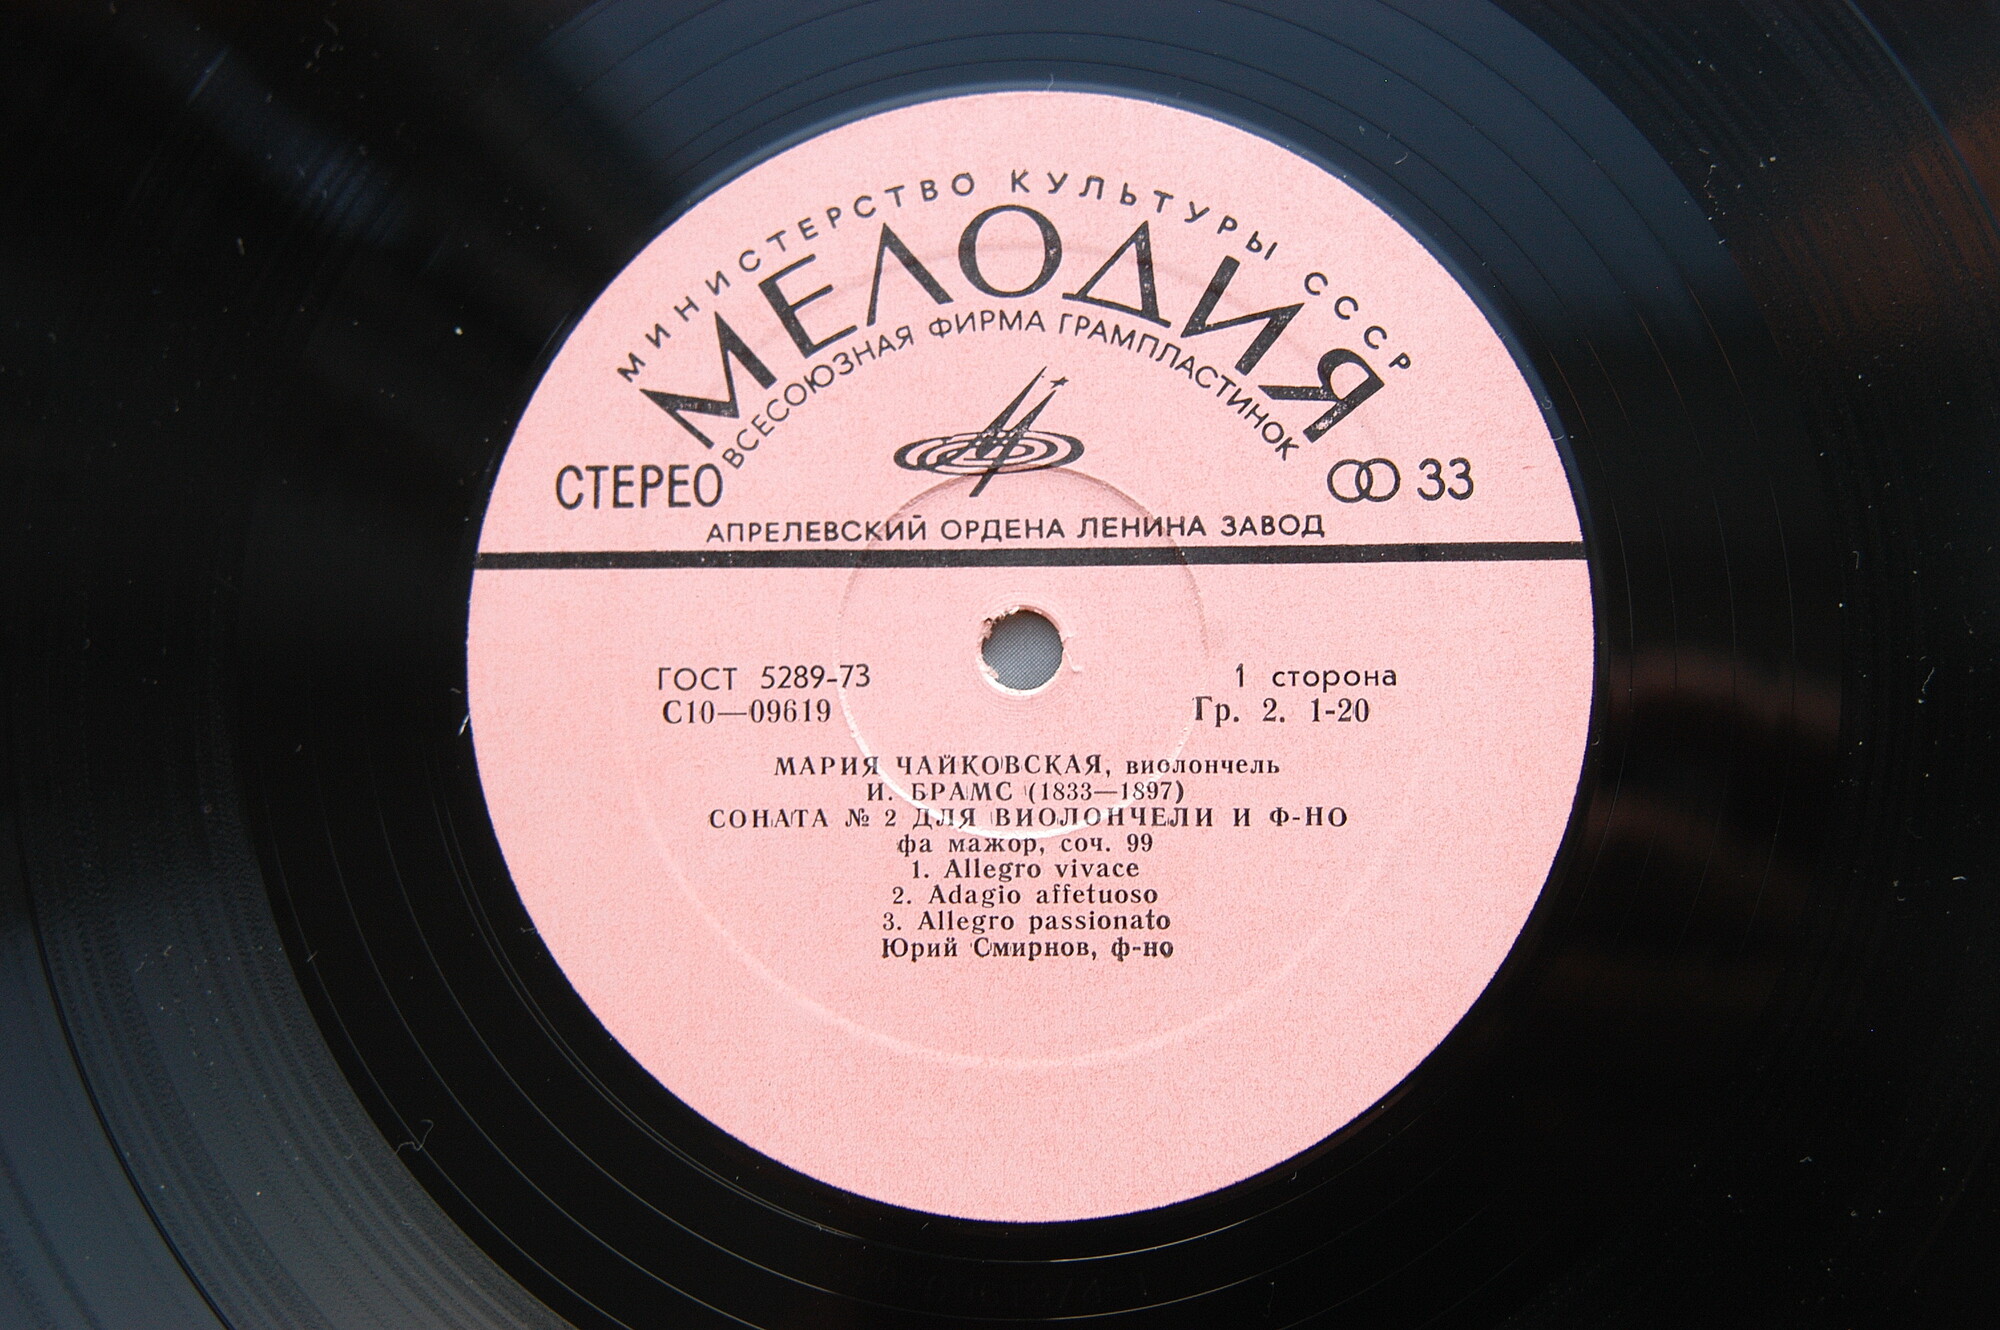 МИНИСТЕРСТВО КУЛЬТУРЫ СССР
МЕЛОДИЯ
ВСЕСОЮЗНАЯ ФИРМА ГРАМПЛАСТИНОК
СТЕРЕО
33
АПРЕЛЕВСКИЙ ОРДЕНА ЛЕНИНА ЗАВОД
ГОСТ 5289-73
1 сторона
С10—09619
Гр. 2. 1-20
МАРИЯ ЧАЙКОВСКАЯ, виолончель
И. БРАМС (1833—1897)
СОНАТА № 2 ДЛЯ ВИОЛОНЧЕЛИ И Ф-НО
фа мажор, соч. 99
1. Allegro vivace
2. Adagio affetuoso
3. Allegro passionato
Юрий Смирнов, ф-но